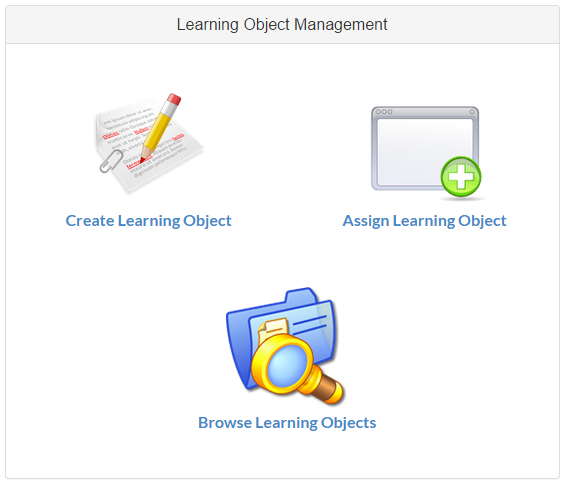 Learning Object Management
Create Learning Object
Assign Learning Object
Browse Learning Objects